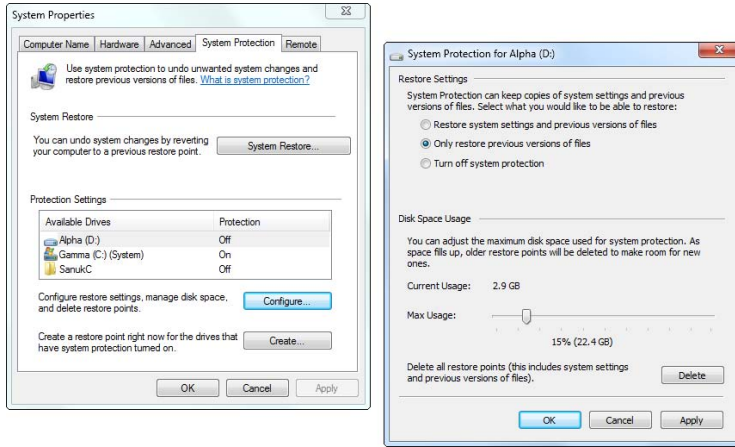 System Properties
Computer Name Hardware Advanced System Protection Remote
Use system protection to undo unwanted system changes and
restore previous versions of files. What is system protection?
System Restore
You can undo system changes by reverting
your computer to a previous restore point.
System Restore...
Protection Settings
Available Drives Protection
Alpha (D:) Off
Gamma (C:) (System) On
SanukC Off
Configure restore settings, manage disk space,
and delete restore points.
Configure...
Create a restore point right now for the drives that
have system protection turned on.
Create...
OK Cancel Apply
System Protection for Alpha (D:)
Restore Settings
System Protection can keep copies of system settings and previous
versions of files. Select what you would like to be able to restore:
Restore system settings and previous versions of files
Only restore previous versions of files
Turn off system protection
Disk Space Usage
You can adjust the maximum disk space used for system protection. As
space fills up, older restore points will be deleted to make room for new
ones.
Current Usage: 2.9 GB
Max Usage:
15% (22.4 GB)
Delete all restore points (this includes system settings
and previous versions of files).
Delete
OK Cancel Apply